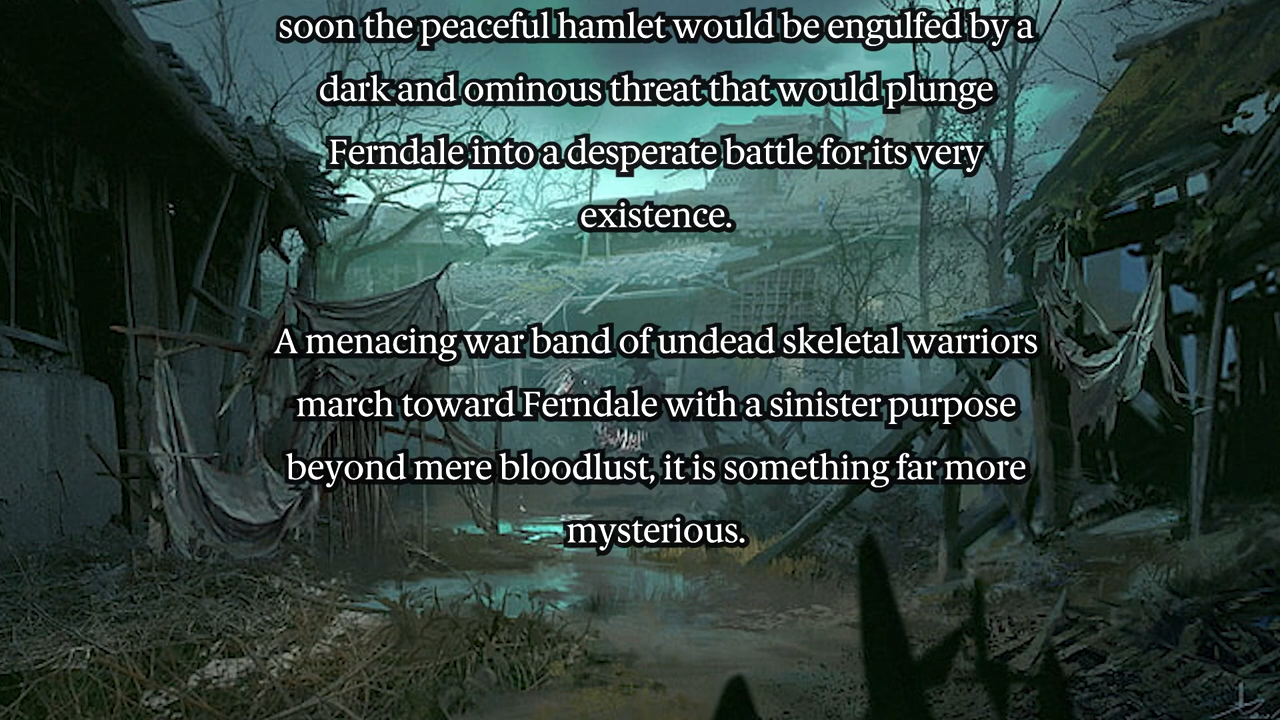 soon the peaceful hamlet would be engulfed by a
dark and ominous threat that would plunge
Ferndale into a desperate battle for its very
existence.
A menacing war band of undead skeletal warriors
march toward Ferndale with a sinister purpose
beyond mere bloodlust, it is something far more
mysterious.